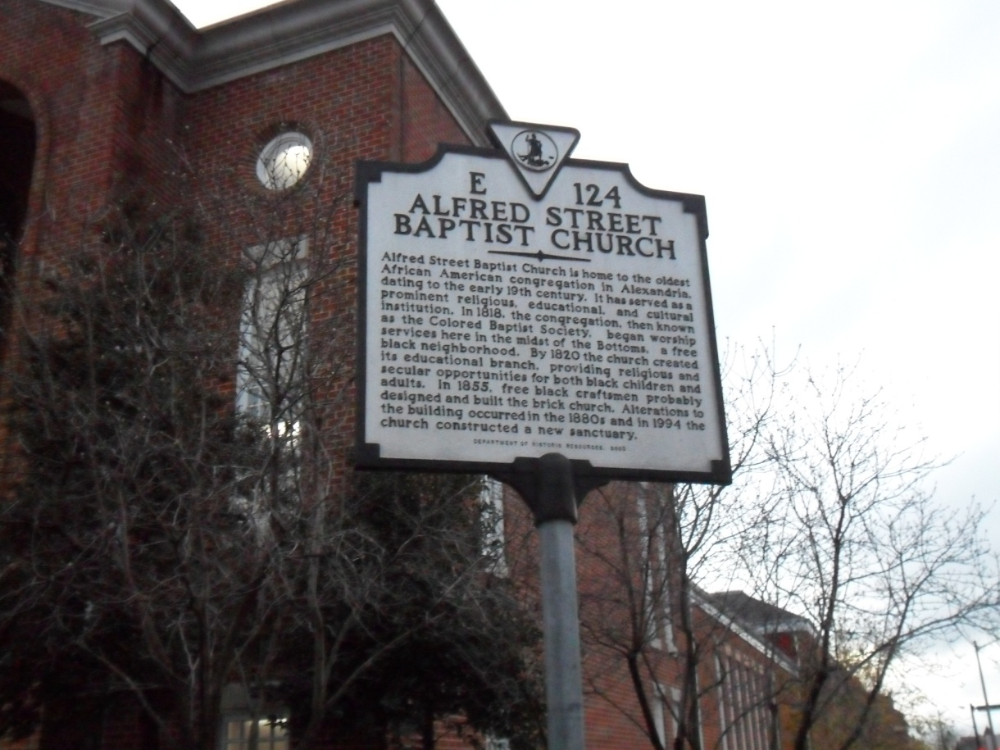 E 124
ALFRED STREET
BAPTIST CHURCH
Alfred Street Baptist Church is home to the oldest
African American congregation in Alexandria,
dating to the early 19th century. It has served as a
prominent religious, educational, and cultural
institution. In 1818, the congregation, then known
as the Colored Baptist Society, began worship
services here in the midst of the Bottoms, a free
black neighborhood. By 1820 the church created
its educational branch, providing religious and
secular opportunities for both black children and
adults. In 1855, free black craftsmen probably
designed and built the brick church. Alterations to
the building occurred in the 1880s and in 1994 the
church constructed a new sanctuary.
DEPARTMENT OF HISTORIC RESOURCES,